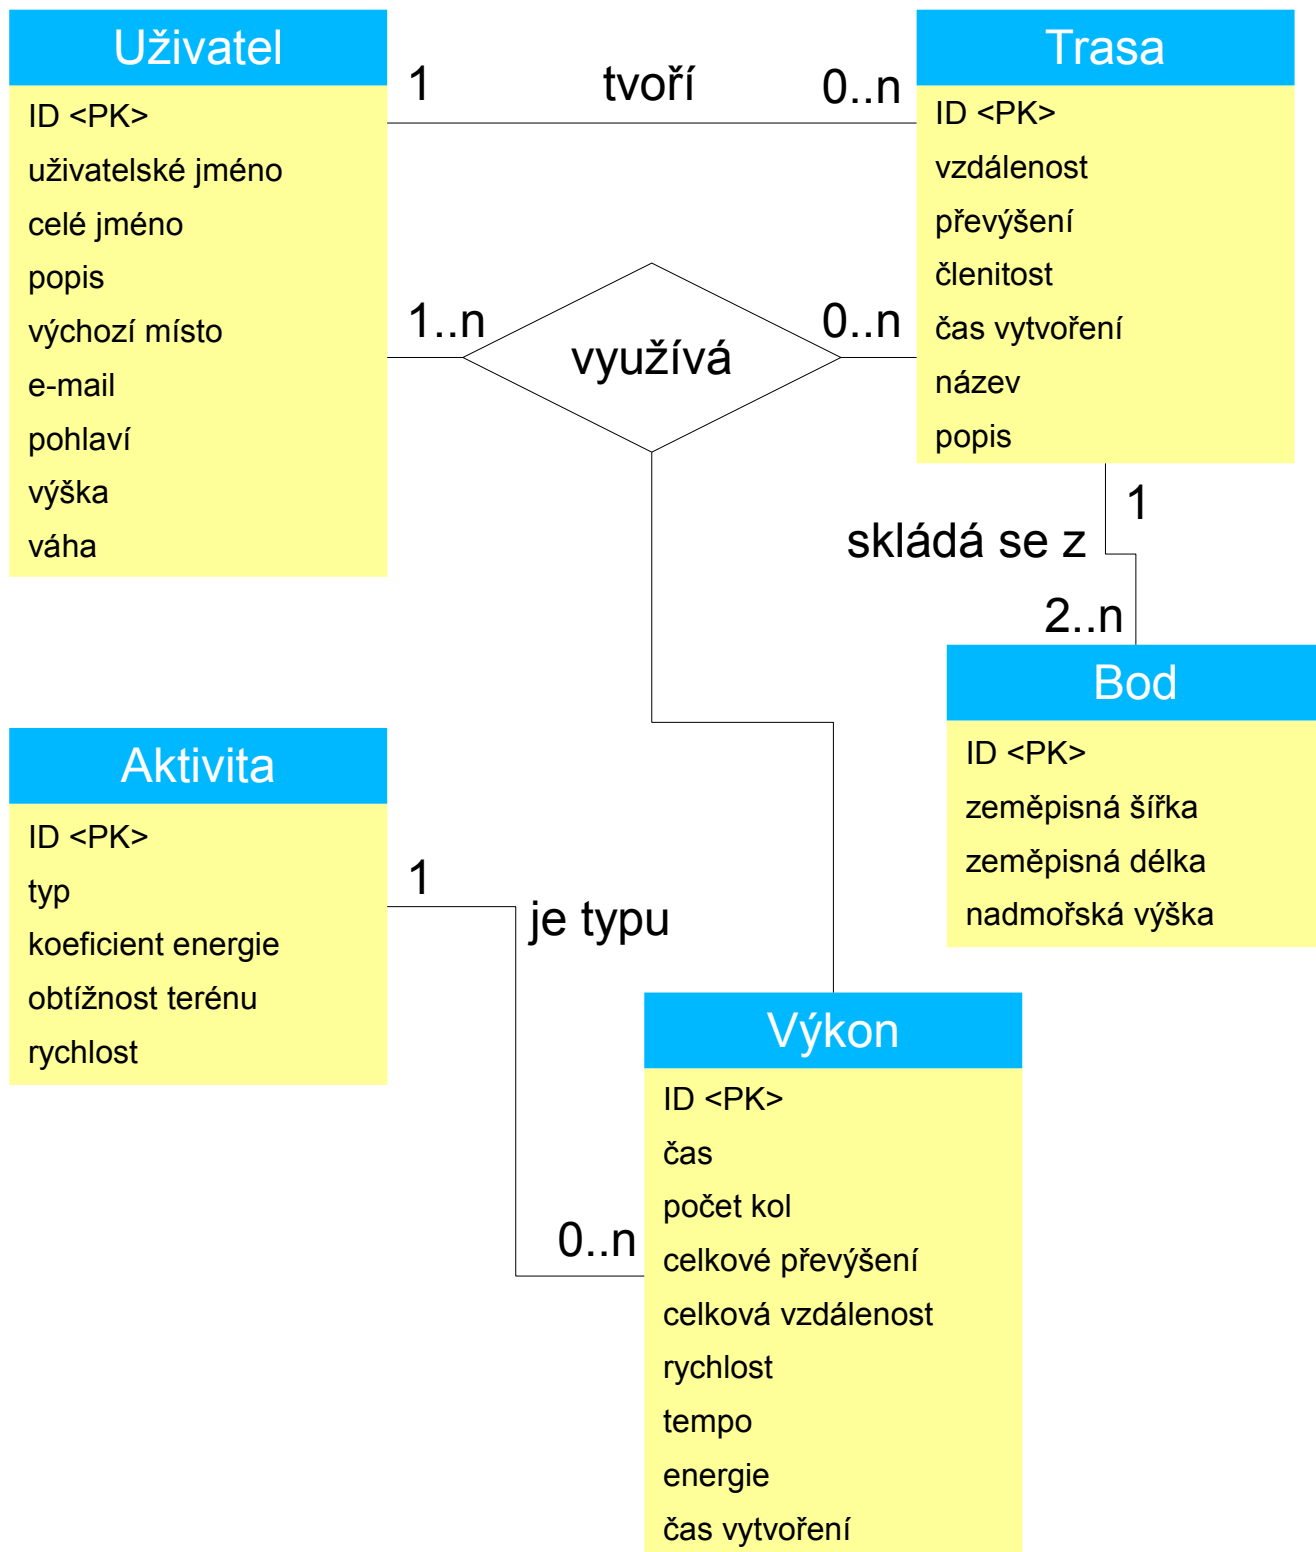 Uživatel
ID <PK>
uživatelské jméno
celé jméno
popis
výchozí místo
e-mail
pohlaví
výška
váha
1
tvoří
0..n
1..n
využívá
0..n
Trasa
ID <PK>
vzdálenost
převýšení
členitost
čas vytvoření
název
popis
1
skládá se z
2..n
Bod
ID <PK>
zeměpisná šířka
zeměpisná délka
nadmořská výška
Aktivita
ID <PK>
typ
koeficient energie
obtížnost terénu
rychlost
1
je typu
0..n
Výkon
ID <PK>
čas
počet kol
celkové převýšení
celková vzdálenost
rychlost
tempo
energie
čas vytvoření